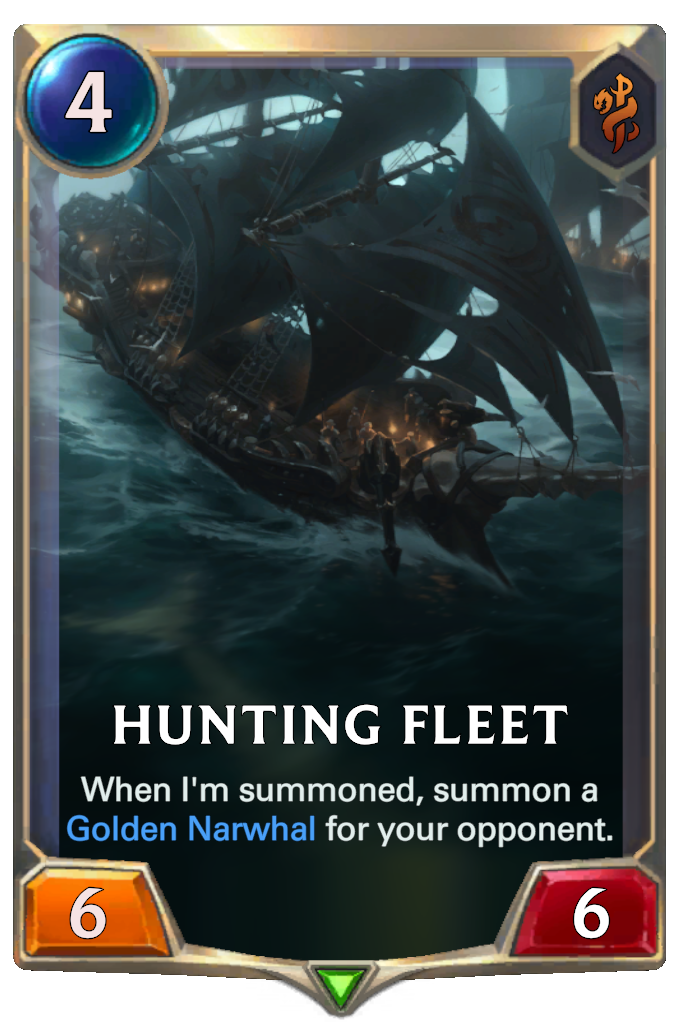 4
HUNTING FLEET
When I'm summoned, summon a
Golden Narwhal for your opponent.
6
6